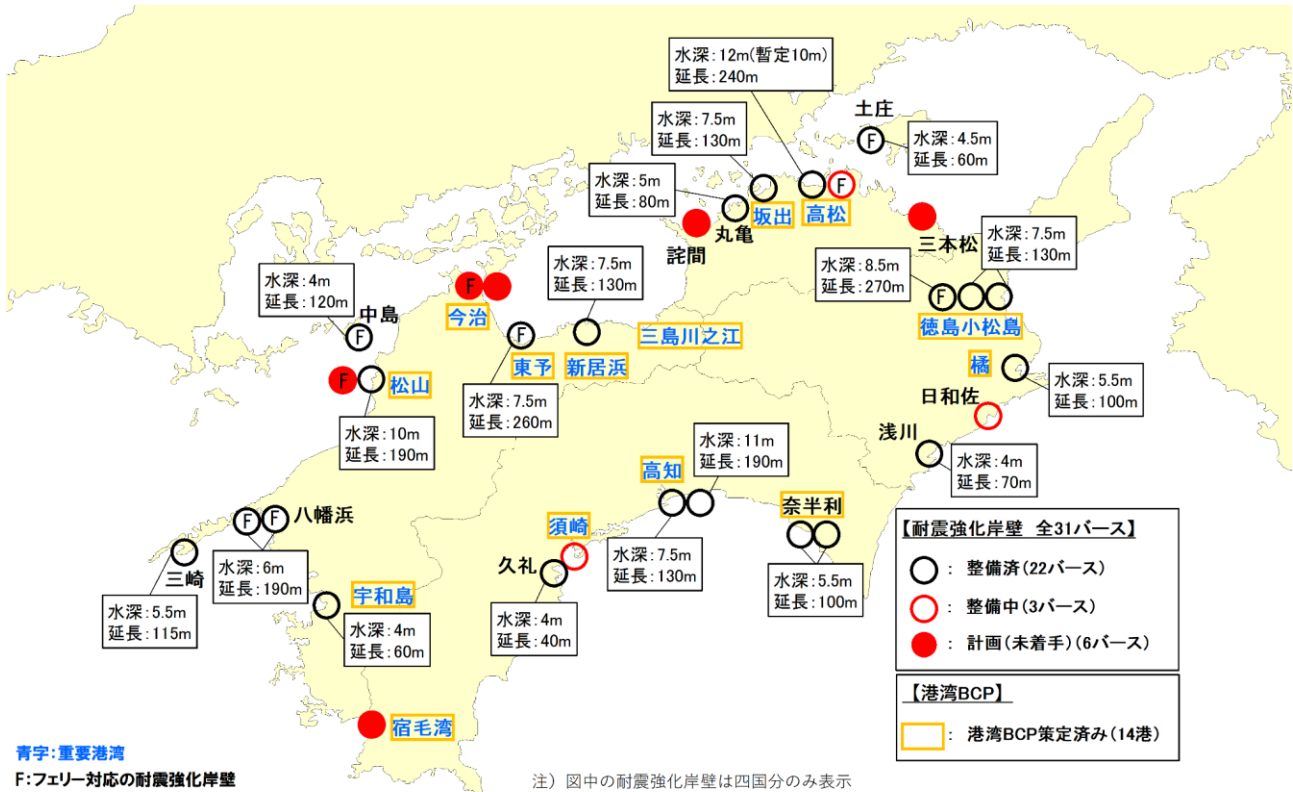 水深：12m(暫定10m)
延長：240m
水深：7.5m
延長：130m
土庄
F
水深：4.5m
延長：60m
水深：5m
延長：80m
F
坂出
高松
丸亀
詫間
三本松
水深：7.5m
延長：130m
水深：8.5m
延長：270m
F
徳島小松島
水深：4m
延長：120m
中島
F
F
今治
水深：7.5m
延長：130m
F
東予
新居浜
三島川之江
橘
水深：5.5m
延長：100m
F
松山
水深：7.5m
延長：260m
日和佐
水深：10m
延長：190m
浅川
水深：4m
延長：70m
高知
水深：11m
延長：190m
奈半利
F
F
八幡浜
須崎
久礼
水深：7.5m
延長：130m
水深：5.5m
延長：100m
三崎
水深：6m
延長：190m
水深：5.5m
延長：115m
宇和島
水深：4m
延長：60m
水深：4m
延長：40m
宿毛湾
【耐震強化岸壁 全31バース】
： 整備済(22バース)
： 整備中(3バース)
： 計画(未着手)(6バース)
【港湾BCP】
： 港湾BCP策定済み(14港)
青字：重要港湾
F：フェリー対応の耐震強化岸壁
注）図中の耐震強化岸壁は四国分のみ表示